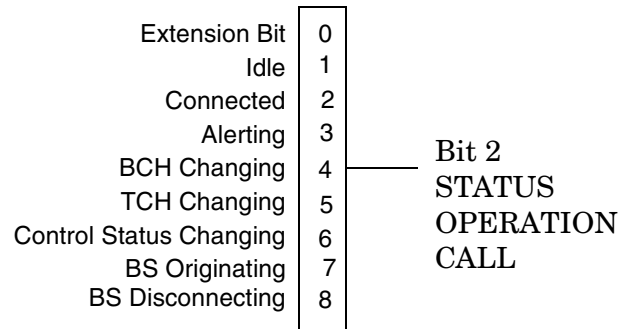 Extension Bit 0
Idle 1
Connected 2
Alerting 3
BCH Changing 4
TCH Changing 5
Control Status Changing 6
BS Originating 7
BS Disconnecting 8
Bit 2
STATUS
OPERATION
CALL